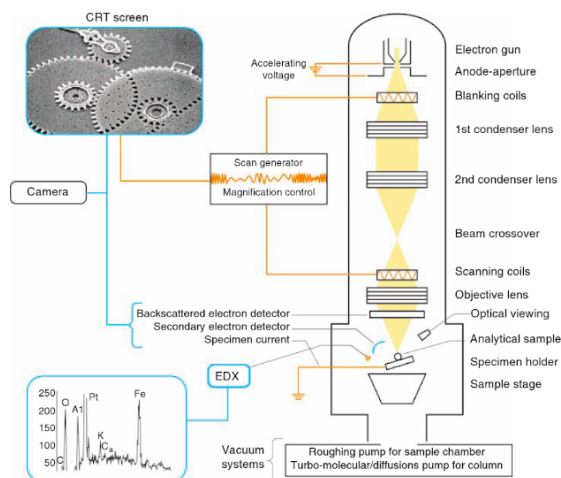 CRT screen
Electron gun
Accelerating
voltage
Anode-aperture
Blanking coils
1st condenser lens
Scan generator
Magnification control
Camera
2nd condenser lens
Beam crossover
Scanning coils
Objective lens
Backscattered electron detector
Secondary electron detector
Specimen current
Optical viewing
Analytical sample
Specimen holder
Sample stage
EDX
250
200
150
100
50
C
O
A1
Pt
K
Ca
Fe
Vacuum
systems
Roughing pump for sample chamber
Turbo-molecular/diffusions pump for column